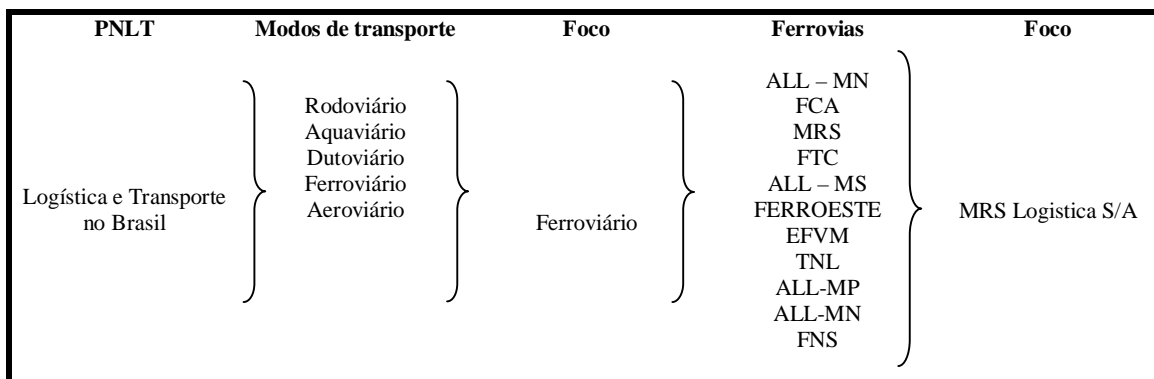 PNLT Modos de transporte Foco Ferrovias Foco
Logística e Transporte
no Brasil
Rodoviário
Aquaviário
Dutoviário
Ferroviário
Aeroviário
Ferroviário
ALL – MN
FCA
MRS
FTC
ALL – MS
FERROESTE
EFVM
TNL
ALL-MP
ALL-MN
FNS
MRS Logistica S/A